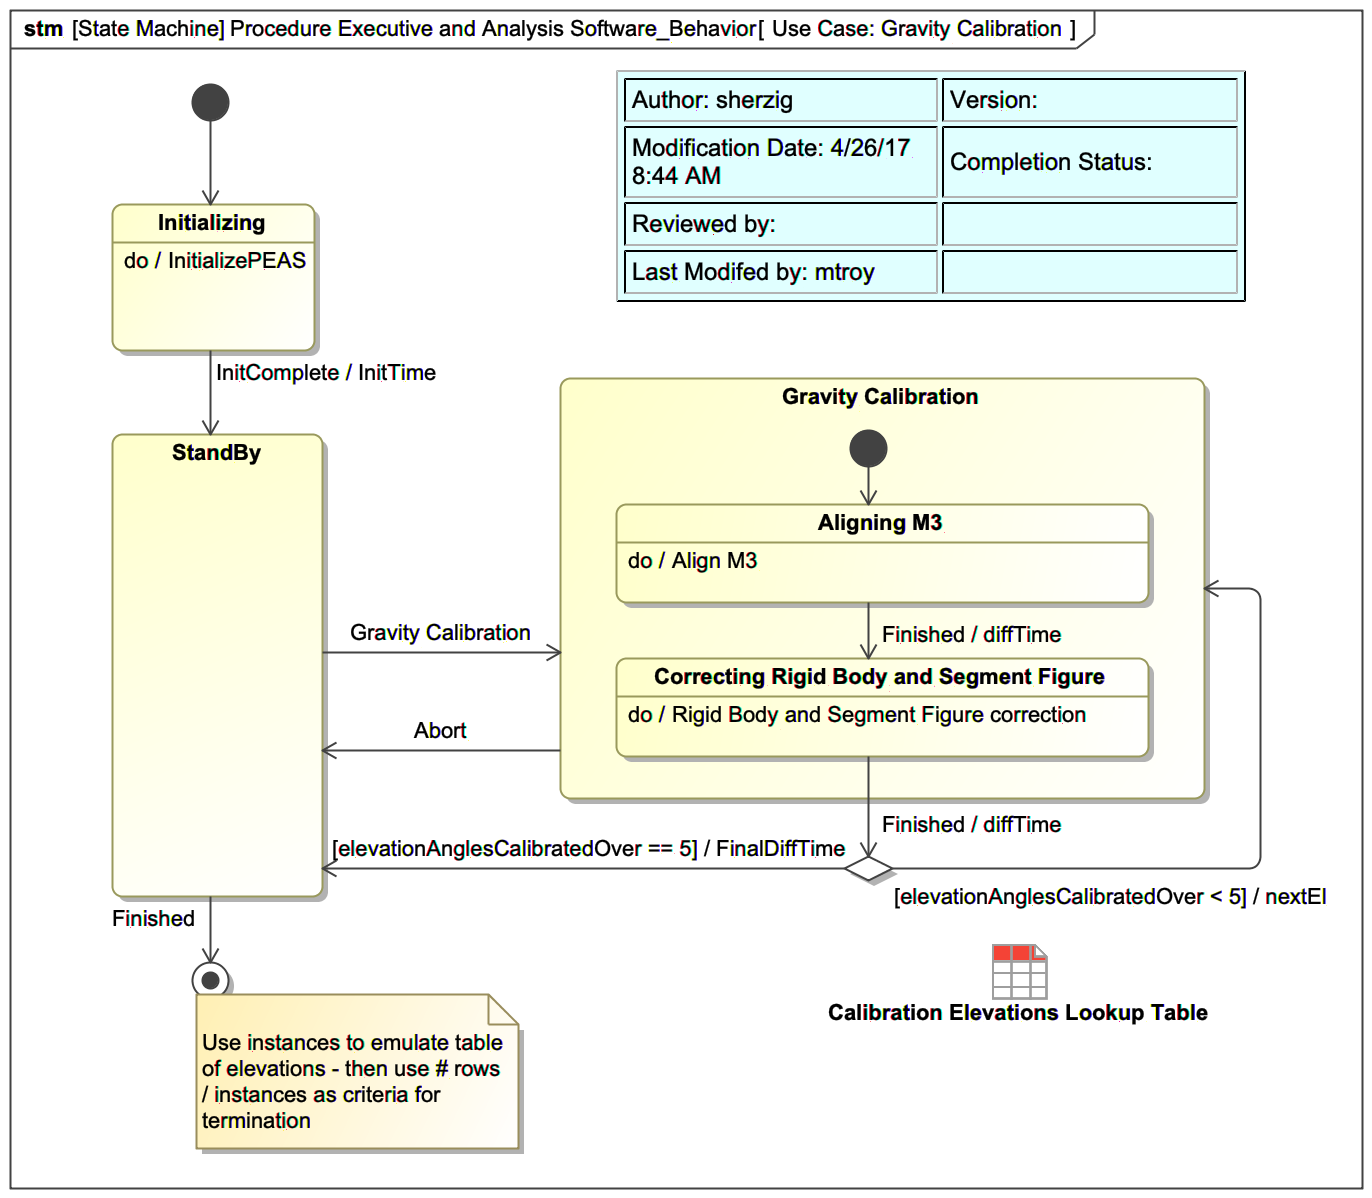 stm [State Machine] Procedure Executive and Analysis Software_Behavior[ Use Case: Gravity Calibration ]
Author: sherzig
Version:
Modification Date: 4/26/17
8:44 AM
Completion Status:
Reviewed by:
Last Modifed by: mtroy
Initializing
do / InitializePEAS
InitComplete / InitTime
StandBy
Gravity Calibration
Aligning M3
do / Align M3
Finished / diffTime
Gravity Calibration
Correcting Rigid Body and Segment Figure
do / Rigid Body and Segment Figure correction
Abort
Finished / diffTime
[elevationAnglesCalibratedOver == 5] / FinalDiffTime
[elevationAnglesCalibratedOver < 5] / nextEl
Finished
Calibration Elevations Lookup Table
Use instances to emulate table
of elevations - then use # rows
/ instances as criteria for
termination